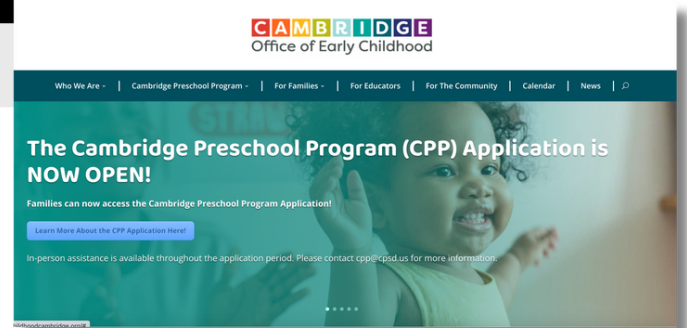 CAMBRIDGE
Office of Early Childhood
Who We Are
Cambridge Preschool Program
For Families
For Educators
For The Community
Calendar
News
The Cambridge Preschool Program (CPP) Application is
NOW OPEN!
Families can now access the Cambridge Preschool Program Application!
Learn More About the CPP Application Here!
In-person assistance is available throughout the application period. Please contact cpp@cpsd.us for more information.